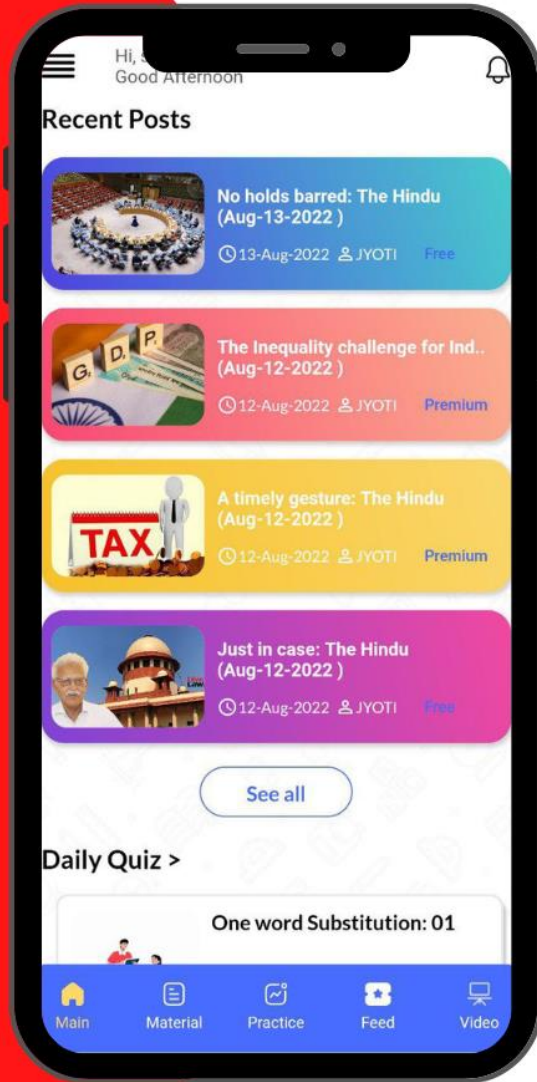 Hi,
Good Afternoon
Recent Posts
No holds barred: The Hindu
(Aug-13-2022 )
13-Aug-2022 JYOTI Free
G D P
The Inequality challenge for Ind..
(Aug-12-2022 )
12-Aug-2022 JYOTI Premium
TAX
A timely gesture: The Hindu
(Aug-12-2022 )
12-Aug-2022 JYOTI Premium
Just in case: The Hindu
(Aug-12-2022 )
12-Aug-2022 JYOTI Free
See all
Daily Quiz >
One word Substitution: 01
Main Material Practice Feed Video